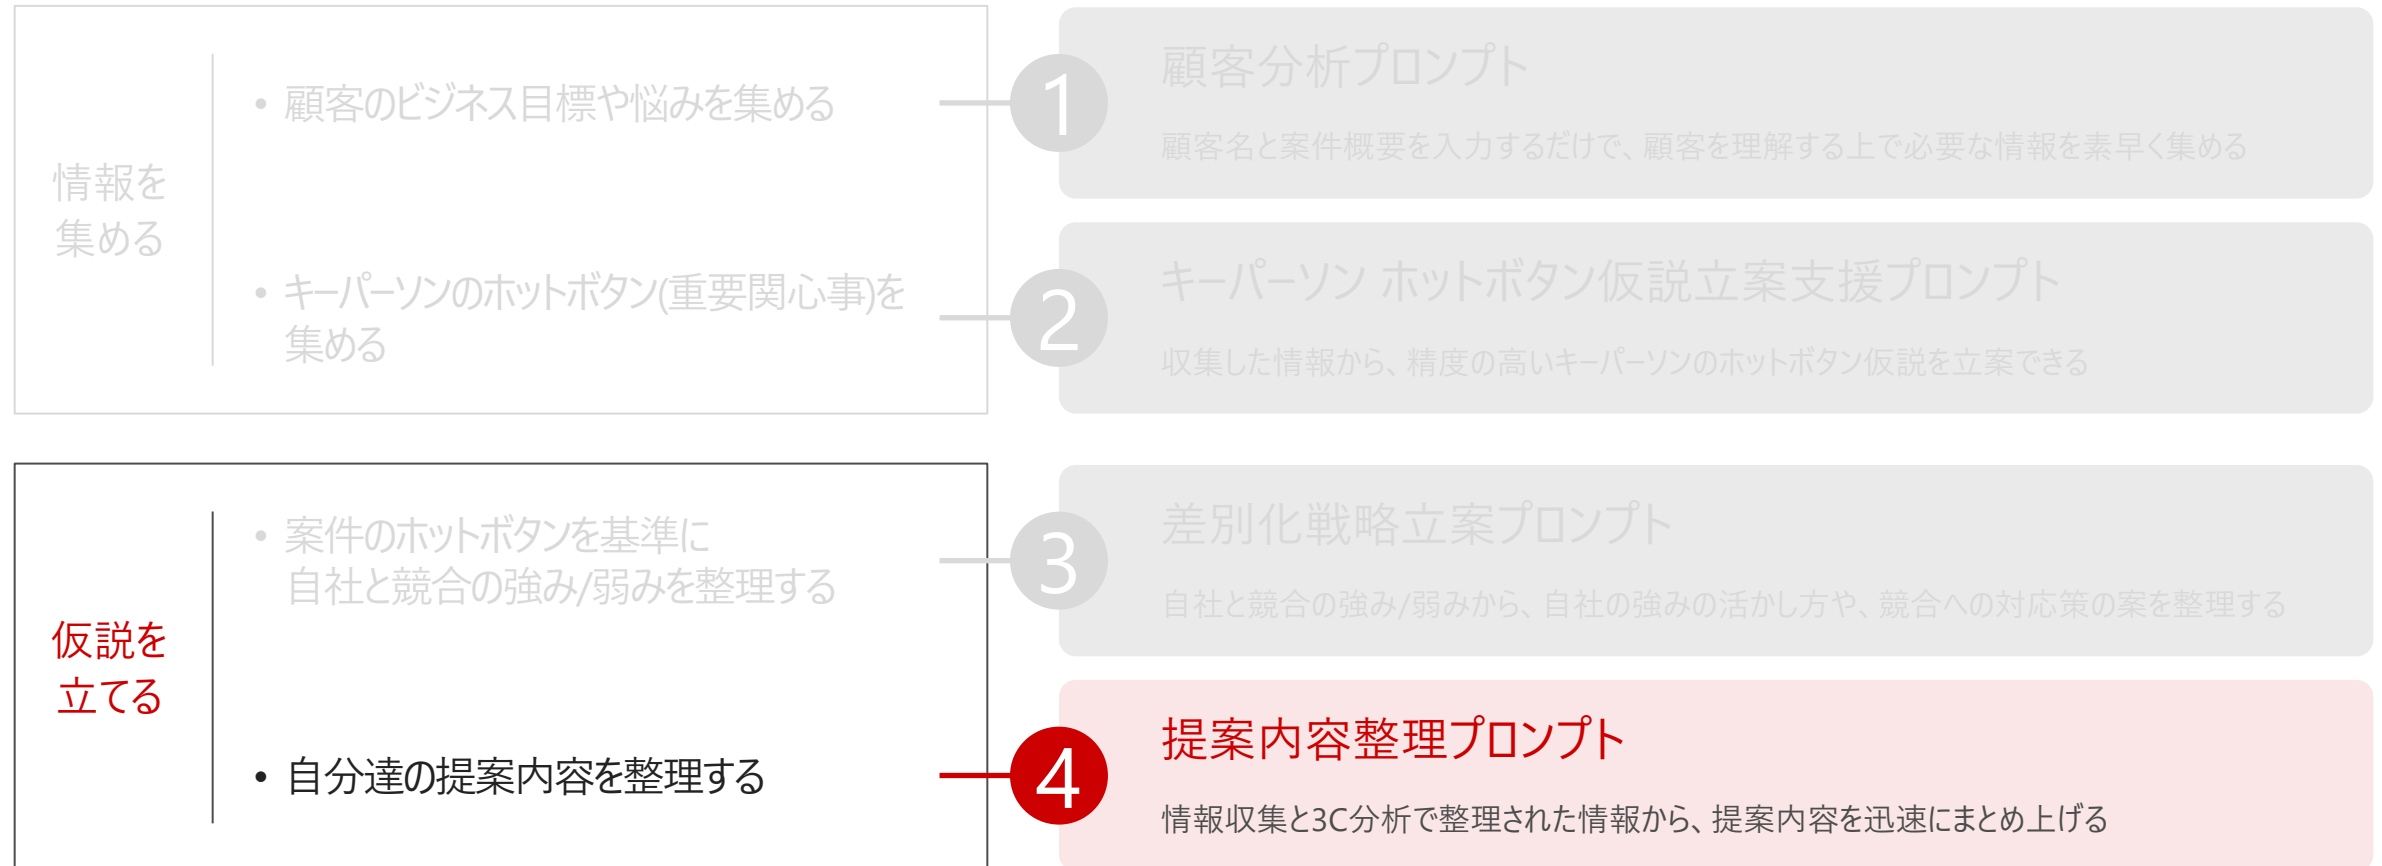 情報を
集める
• 顧客のビジネス目標や悩みを集める
• キーパーソンのホットボタン(重要関心事)を
集める
1
顧客分析プロンプト
顧客名と案件概要を入力するだけで、顧客を理解する上で必要な情報を素早く集める
2
キーパーソン ホットボタン仮説立案支援プロンプト
収集した情報から、精度の高いキーパーソンのホットボタン仮説を立案できる
仮説を
立てる
• 案件のホットボタンを基準に
自社と競合の強み/弱みを整理する
• 自分達の提案内容を整理する
3
差別化戦略立案プロンプト
自社と競合の強み/弱みから、自社の強みの活かし方や、競合への対応策の案を整理する
4
提案内容整理プロンプト
情報収集と3C分析で整理された情報から、提案内容を迅速にまとめ上げる